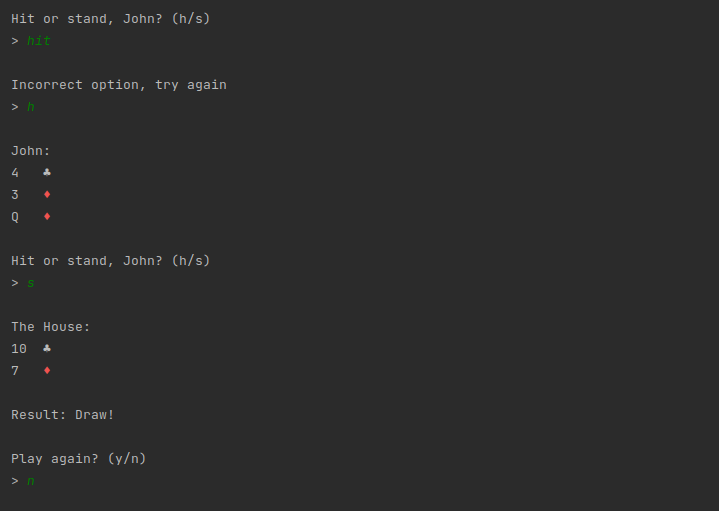 Hit or stand, John? (h/s)
> hit
Incorrect option, try again
> h
John:
4 ♣
3 ♦
Q ♦
Hit or stand, John? (h/s)
> s
The House:
10 ♣
7 ♦
Result: Draw!
Play again? (y/n)
> n